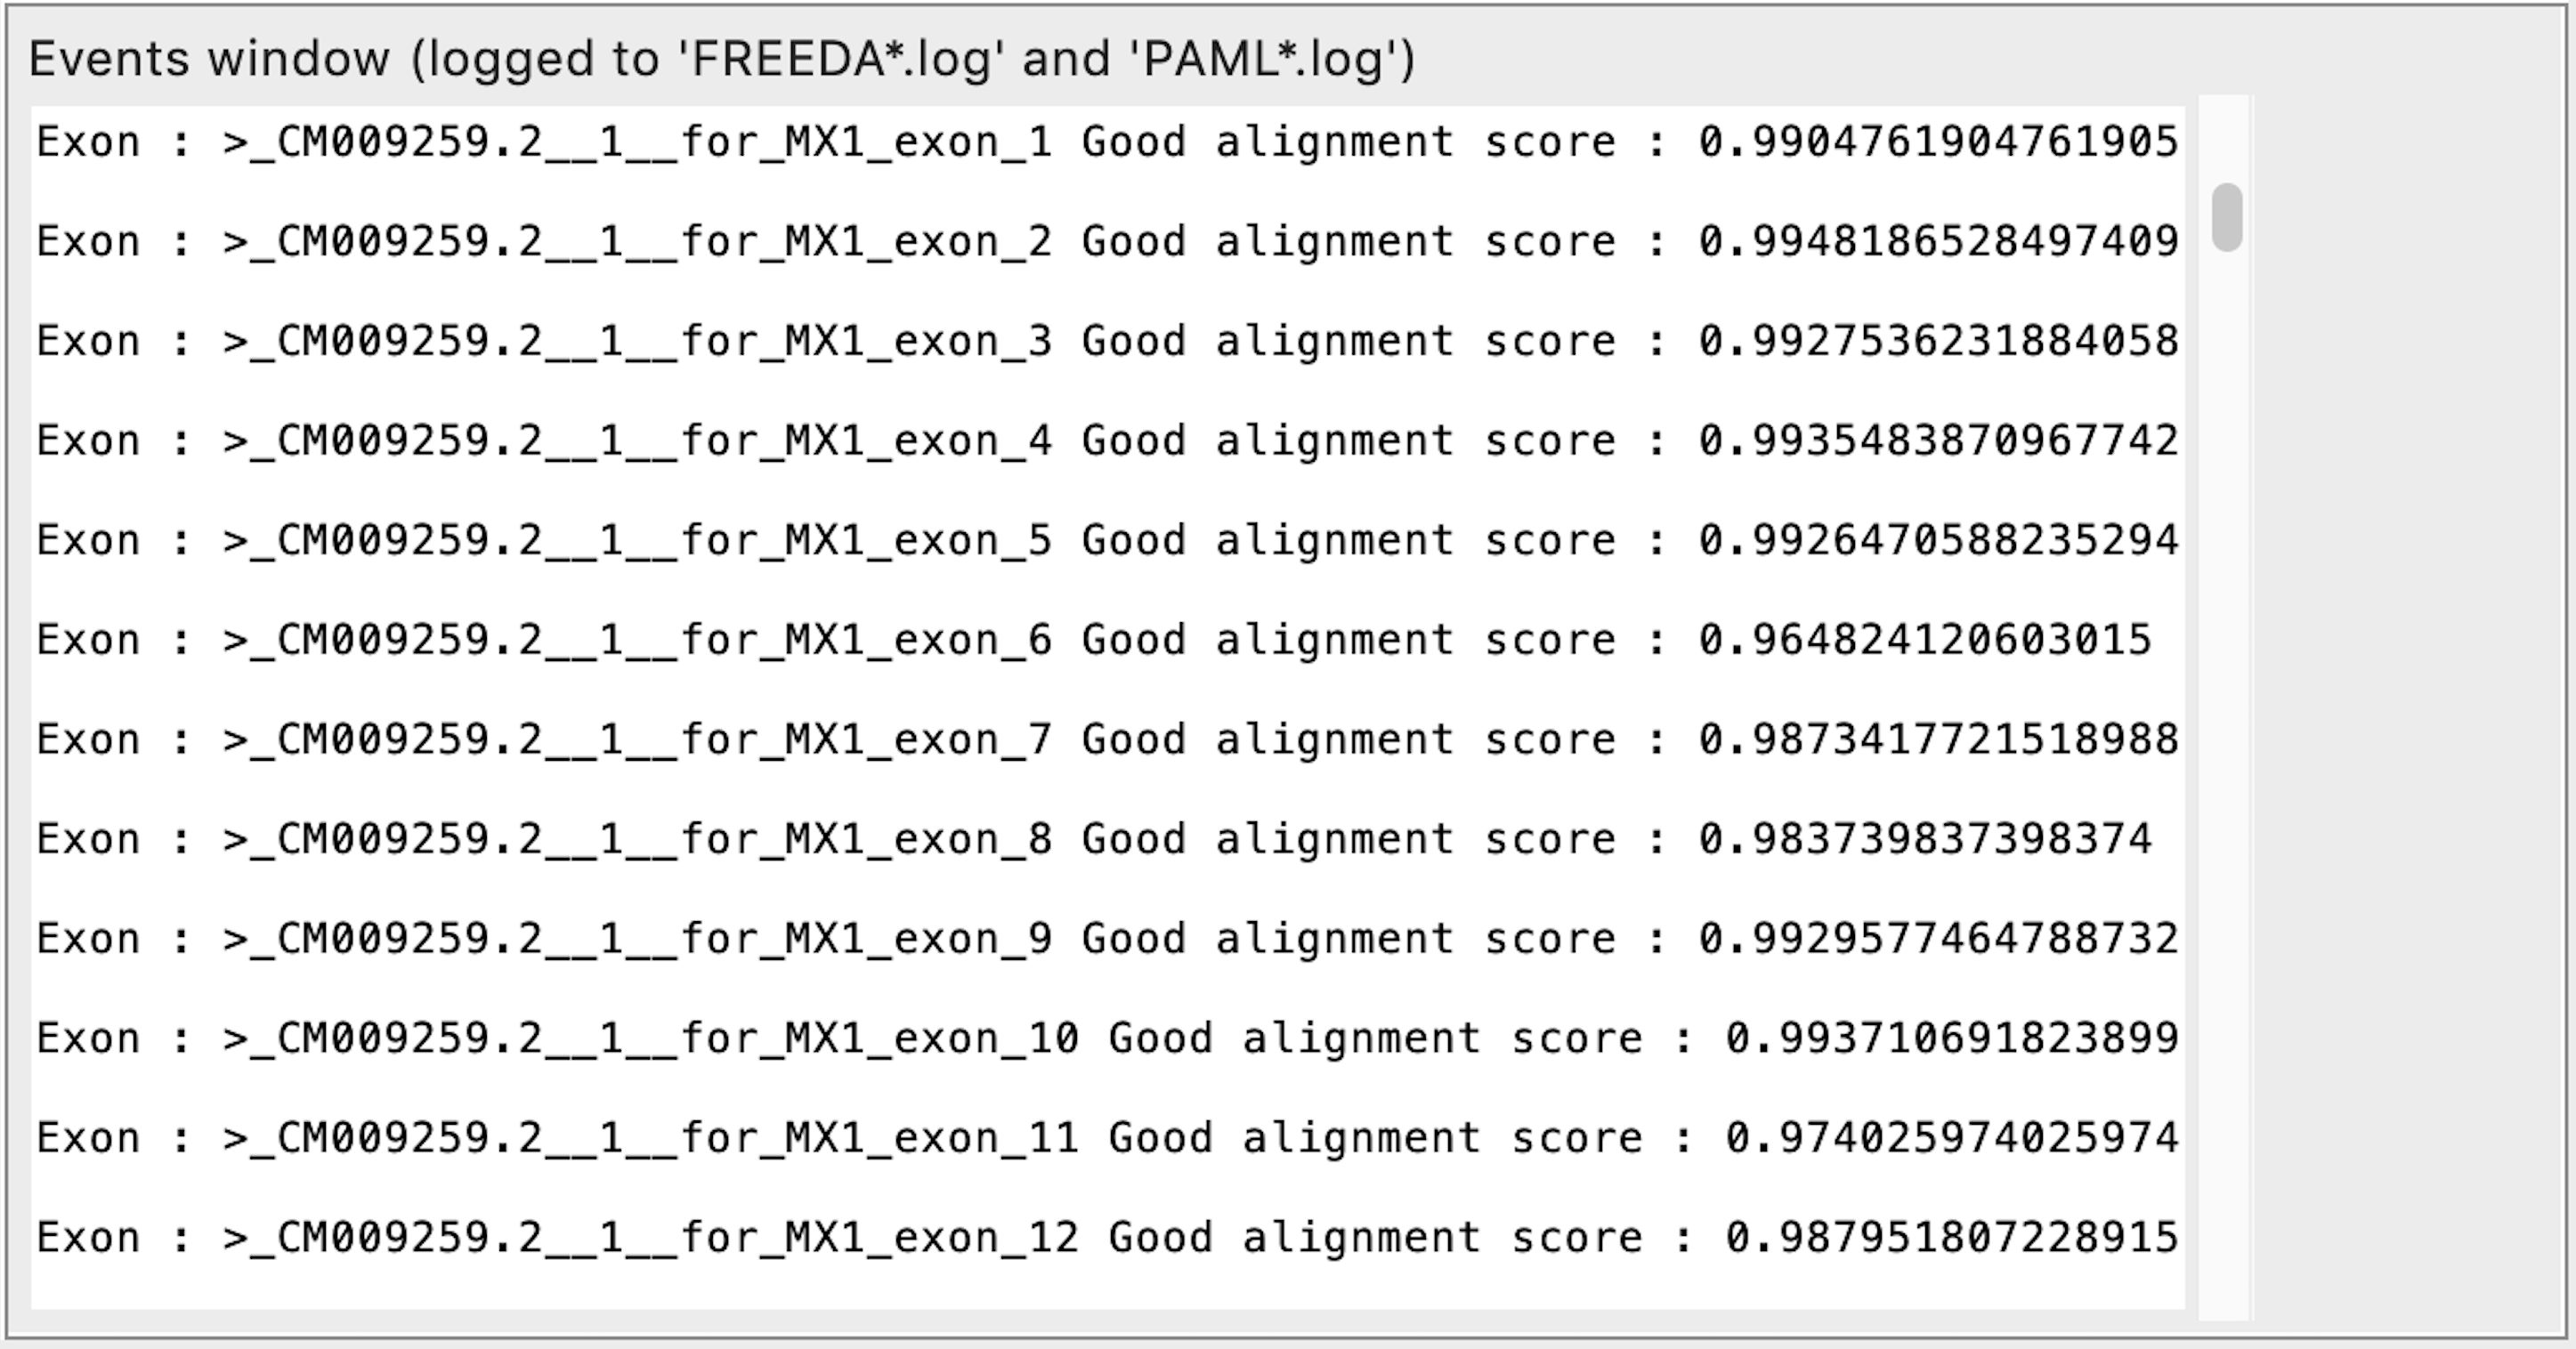 Events window (logged to 'FREEDA*.log' and 'PAML*.log')
Exon : >_CM009259.2__1__for_MX1_exon_1 Good alignment score : 0.9904761904761905
Exon : >_CM009259.2__1__for_MX1_exon_2 Good alignment score : 0.9948186528497409
Exon : >_CM009259.2__1__for_MX1_exon_3 Good alignment score : 0.9927536231884058
Exon : >_CM009259.2__1__for_MX1_exon_4 Good alignment score : 0.9935483870967742
Exon : >_CM009259.2__1__for_MX1_exon_5 Good alignment score : 0.9926470588235294
Exon : >_CM009259.2__1__for_MX1_exon_6 Good alignment score : 0.964824120603015
Exon : >_CM009259.2__1__for_MX1_exon_7 Good alignment score : 0.9873417721518988
Exon : >_CM009259.2__1__for_MX1_exon_8 Good alignment score : 0.983739837398374
Exon : >_CM009259.2__1__for_MX1_exon_9 Good alignment score : 0.9929577464788732
Exon : >_CM009259.2__1__for_MX1_exon_10 Good alignment score : 0.993710691823899
Exon : >_CM009259.2__1__for_MX1_exon_11 Good alignment score : 0.974025974025974
Exon : >_CM009259.2__1__for_MX1_exon_12 Good alignment score : 0.987951807228915